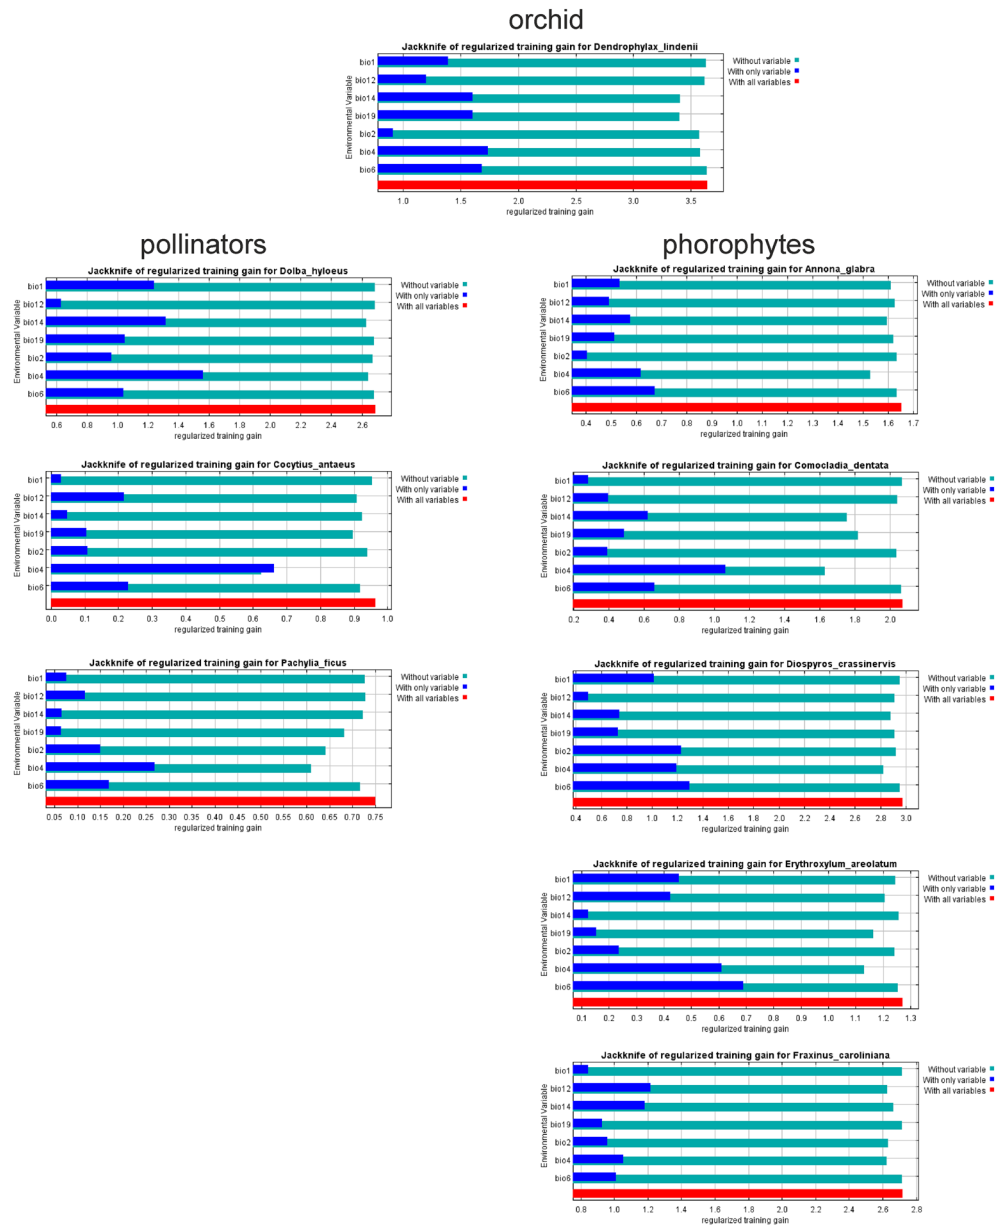 orchid
Jackknife of regularized training gain for Dendrophylax_lindenii
Environmental Variable
bio1
bio12
bio14
bio19
bio2
bio4
bio6
Without variable
With only variable
With all variables
1.0 1.5 2.0 2.5 3.0 3.5
regularized training gain
pollinators
Jackknife of regularized training gain for Dolba_hyloeus
Environmental Variable
bio1
bio12
bio14
bio19
bio2
bio4
bio6
Without variable
With only variable
With all variables
0.6 0.8 1.0 1.2 1.4 1.6 1.8 2.0 2.2 2.4 2.6
regularized training gain
Jackknife of regularized training gain for Cocytius_antaeus
Environmental Variable
bio1
bio12
bio14
bio19
bio2
bio4
bio6
Without variable
With only variable
With all variables
0.0 0.1 0.2 0.3 0.4 0.5 0.6 0.7 0.8 0.9 1.0
regularized training gain
Jackknife of regularized training gain for Pachylia_ficus
Environmental Variable
bio1
bio12
bio14
bio19
bio2
bio4
bio6
Without variable
With only variable
With all variables
0.05 0.10 0.15 0.20 0.25 0.30 0.35 0.40 0.45 0.50 0.55 0.60 0.65 0.70 0.75
regularized training gain
phorophytes
Jackknife of regularized training gain for Annona_glabra
Environmental Variable
bio1
bio12
bio14
bio19
bio2
bio4
bio6
Without variable
With only variable
With all variables
0.4 0.5 0.6 0.7 0.8 0.9 1.0 1.1 1.2 1.3 1.4 1.5 1.6 1.7
regularized training gain
Jackknife of regularized training gain for Comocladia_dentata
Environmental Variable
bio1
bio12
bio14
bio19
bio2
bio4
bio6
Without variable
With only variable
With all variables
0.2 0.4 0.6 0.8 1.0 1.2 1.4 1.6 1.8 2.0
regularized training gain
Jackknife of regularized training gain for Diospyros_crassinervis
Environmental Variable
bio1
bio12
bio14
bio19
bio2
bio4
bio6
Without variable
With only variable
With all variables
0.4 0.6 0.8 1.0 1.2 1.4 1.6 1.8 2.0 2.2 2.4 2.6 2.8 3.0
regularized training gain
Jackknife of regularized training gain for Erythroxylum_areolatum
Environmental Variable
bio1
bio12
bio14
bio19
bio2
bio4
bio6
Without variable
With only variable
With all variables
0.1 0.2 0.3 0.4 0.5 0.6 0.7 0.8 0.9 1.0 1.1 1.2 1.3
regularized training gain
Jackknife of regularized training gain for Fraxinus_caroliniana
Environmental Variable
bio1
bio12
bio14
bio19
bio2
bio4
bio6
Without variable
With only variable
With all variables
0.8 1.0 1.2 1.4 1.6 1.8 2.0 2.2 2.4 2.6 2.8
regularized training gain